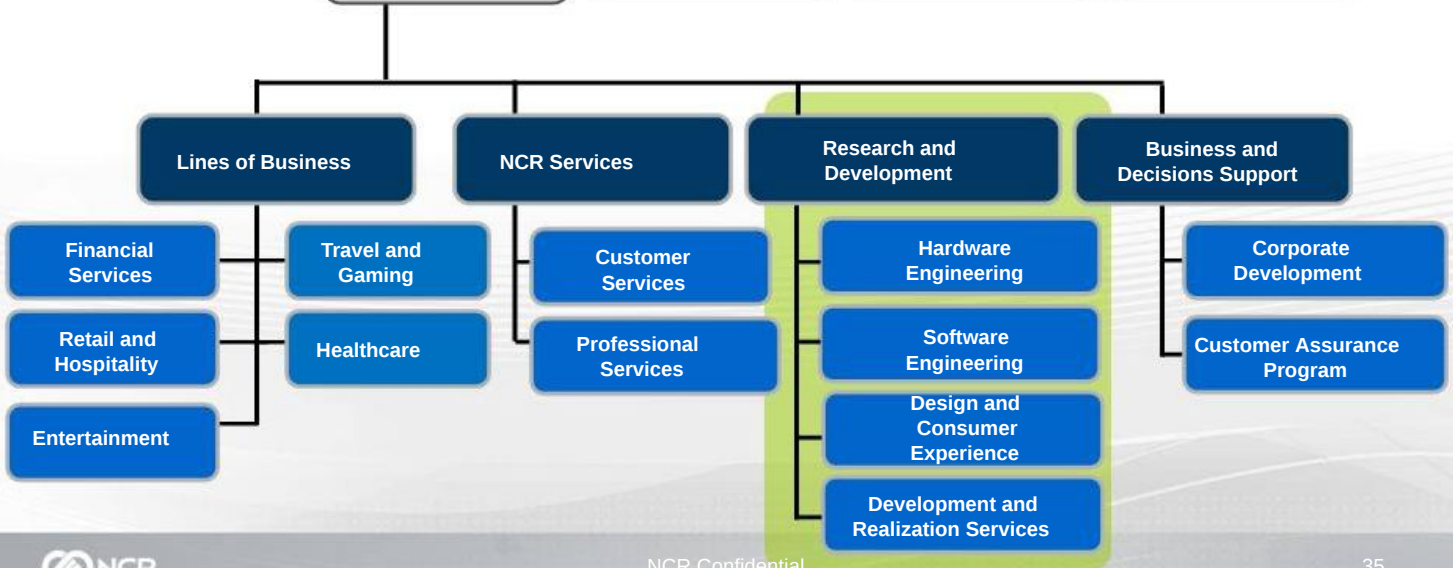 Lines of Business
NCR Services
Research and
Development
Business and
Decisions Support
Financial
Services
Travel and
Gaming
Customer
Services
Hardware
Engineering
Corporate
Development
Retail and
Hospitality
Healthcare
Professional
Services
Software
Engineering
Customer Assurance
Program
Entertainment
Design and
Consumer
Experience
Development and
Realization Services
NCR
NCR Confidential
35